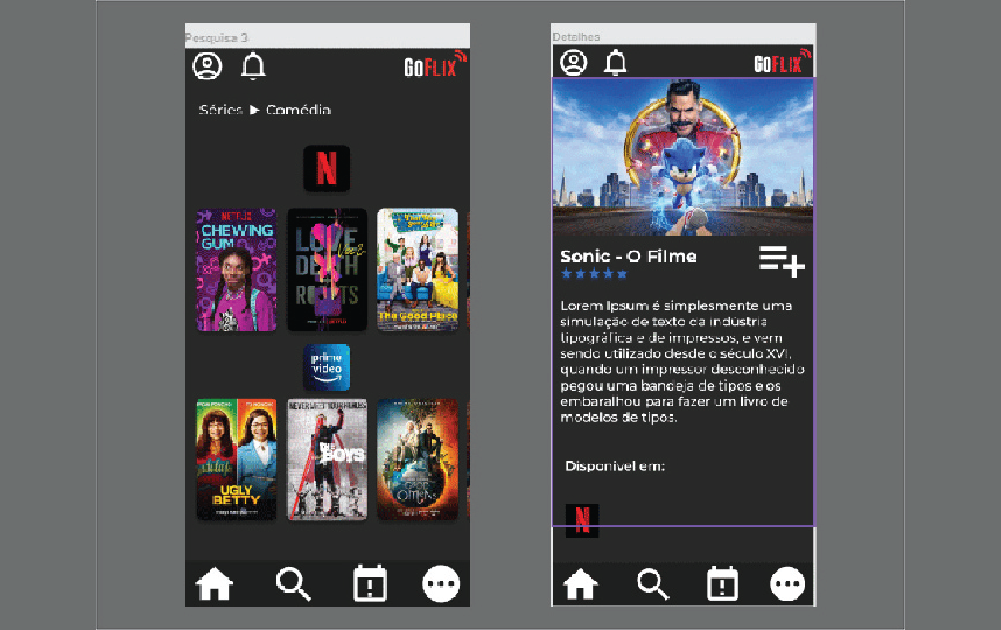 Pesquisa 3
GOFLIX
Séries ► Comédia
N
NETFLIX
CHEWING
GUM
LOVE
DEATH
ROBOTS
The Good Place
prime
video
UGLY
BETTY
THE
BOYS
GOOD
OMENS
Detalhes
GOFLIX
Sonic - O Filme
Lorem Ipsum é simplesmente uma
simulação de texto da indústria
tipográfica e de impressos, e vem
sendo utilizado desde o século XVI,
quando um impressor desconhecido
pegou uma bandeja de tipos e os
embaralhou para fazer um livro de
modelos de tipos.
Disponível em:
N